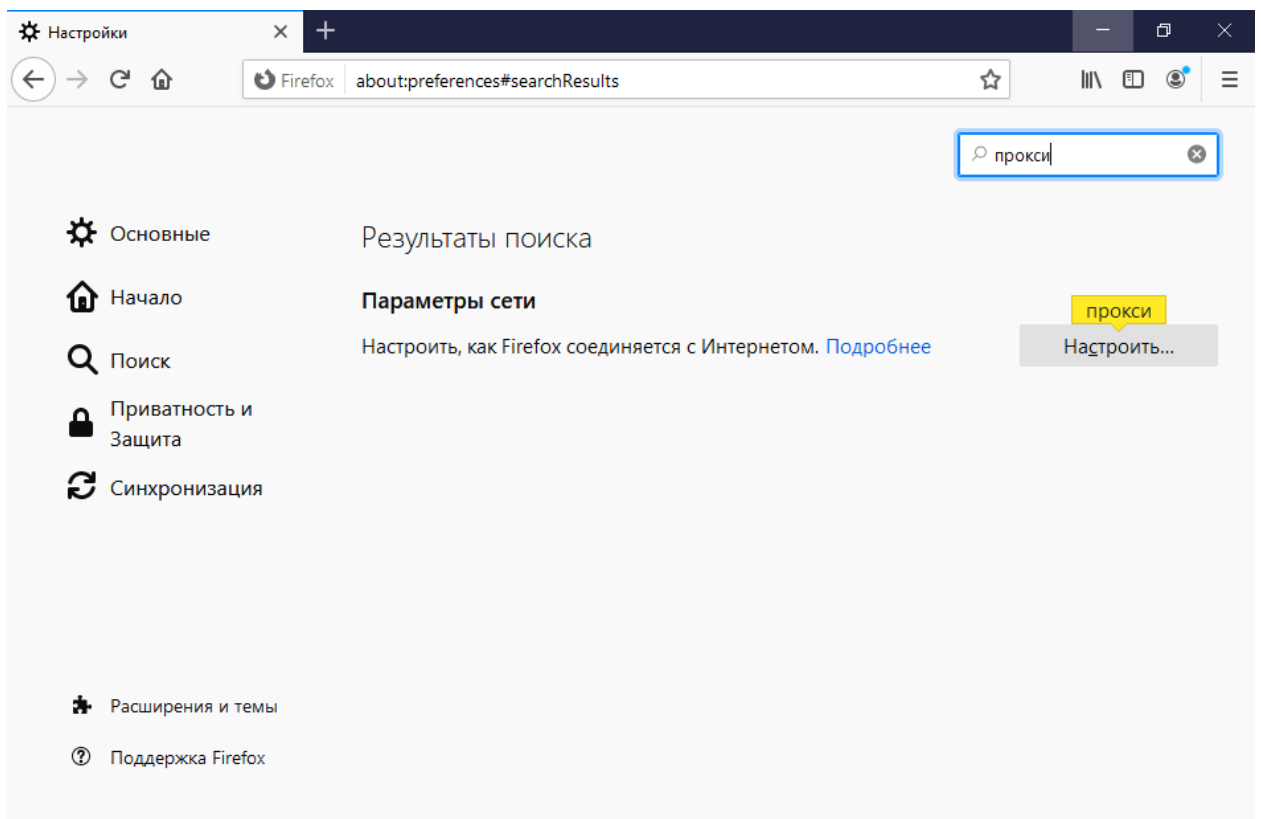 Настройки
Firefox about:preferences#searchResults
прокси
Основные
Начало
Поиск
Приватность и
Защита
Синхронизация
Расширения и темы
Поддержка Firefox
Результаты поиска
Параметры сети
Настроить, как Firefox соединяется с Интернетом. Подробнее
прокси
Настроить...